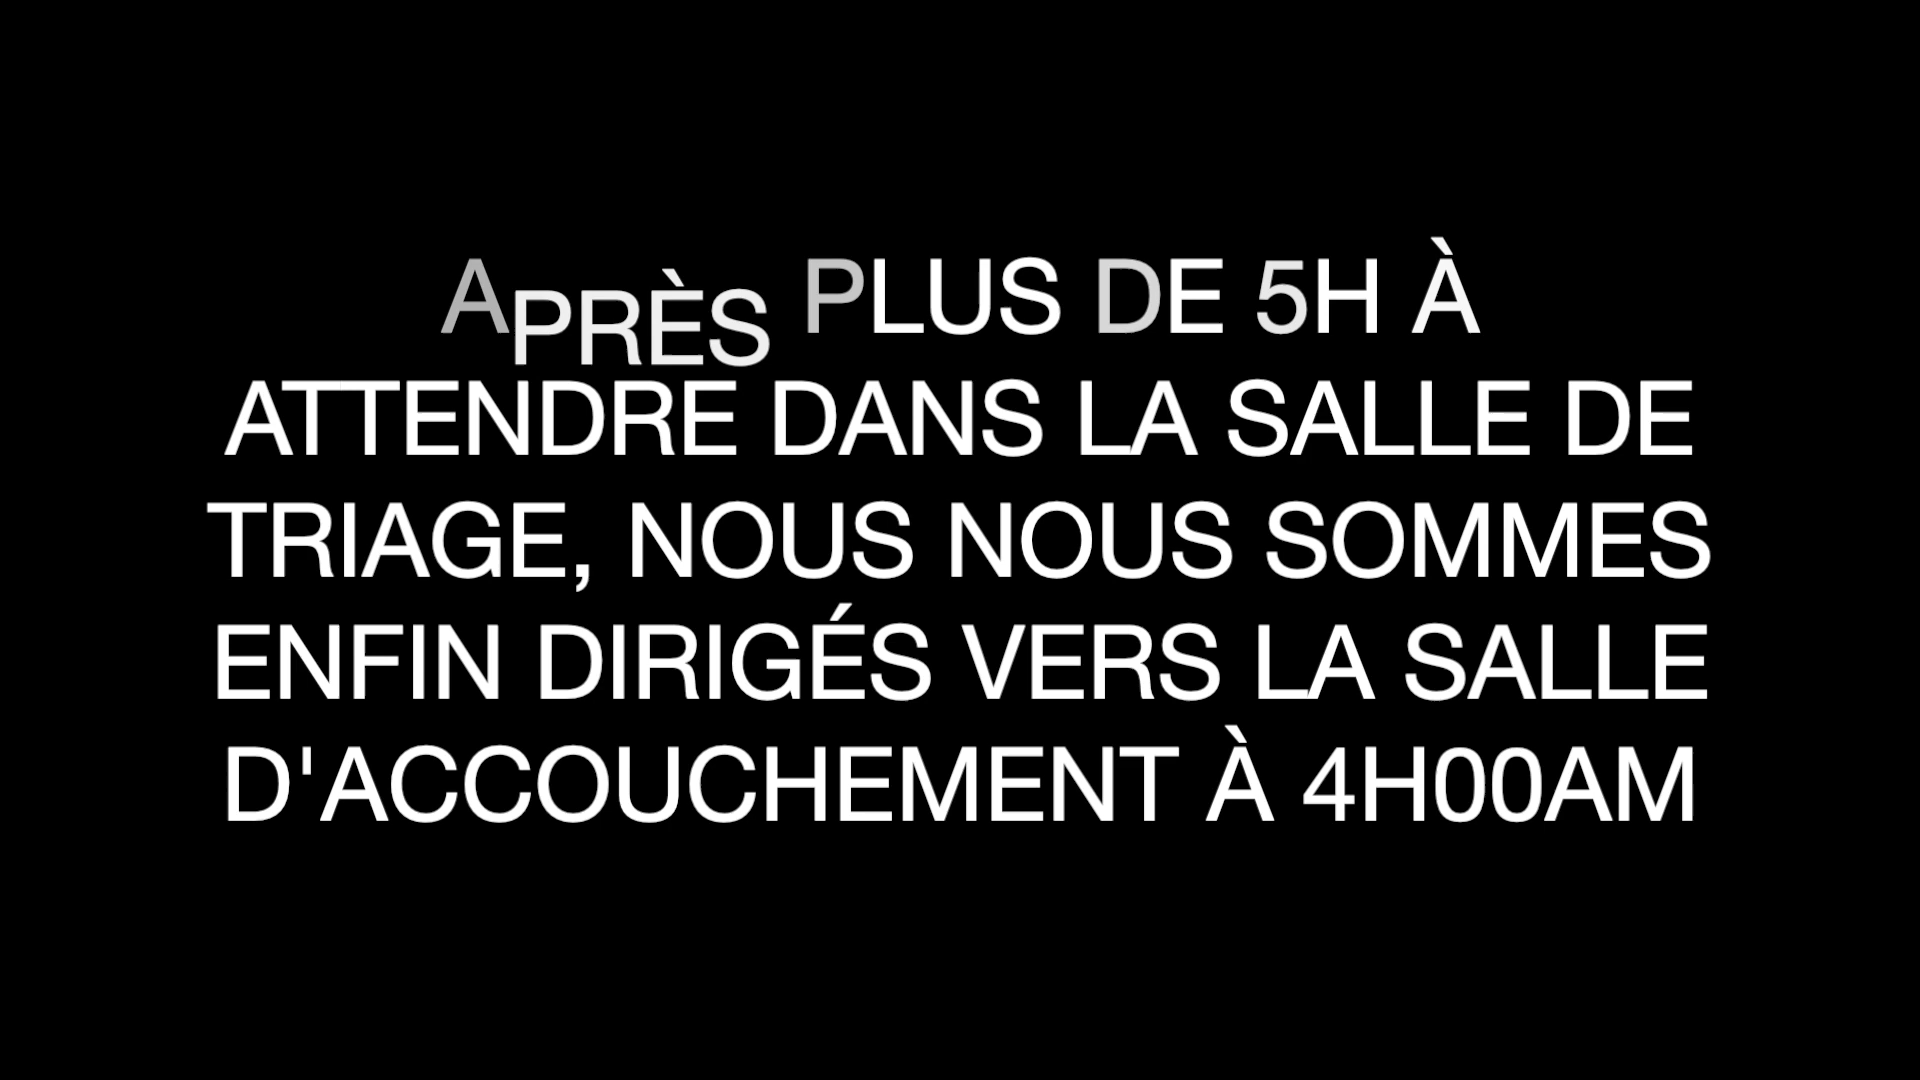 APRÈS PLUS DE 5H À
ATTENDRE DANS LA SALLE DE
TRIAGE, NOUS NOUS SOMMES
ENFIN DIRIGÉS VERS LA SALLE
D'ACCOUCHEMENT À 4H00AM